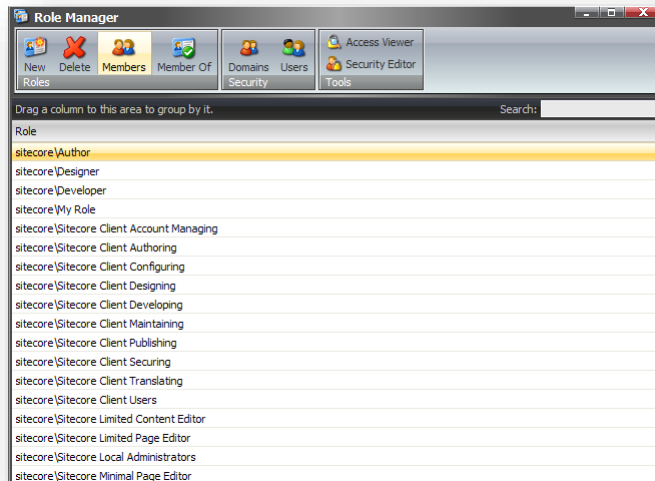 Role Manager
New Delete Members Member Of
Roles
Domains Users
Security
Access Viewer
Security Editor
Tools
Drag a column to this area to group by it. Search:
Role
sitecore\Author
sitecore\Designer
sitecore\Developer
sitecore\My Role
sitecore\Sitecore Client Account Managing
sitecore\Sitecore Client Authoring
sitecore\Sitecore Client Configuring
sitecore\Sitecore Client Designing
sitecore\Sitecore Client Developing
sitecore\Sitecore Client Maintaining
sitecore\Sitecore Client Publishing
sitecore\Sitecore Client Securing
sitecore\Sitecore Client Translating
sitecore\Sitecore Client Users
sitecore\Sitecore Limited Content Editor
sitecore\Sitecore Limited Page Editor
sitecore\Sitecore Local Administrators
sitecore\Sitecore Minimal Page Editor